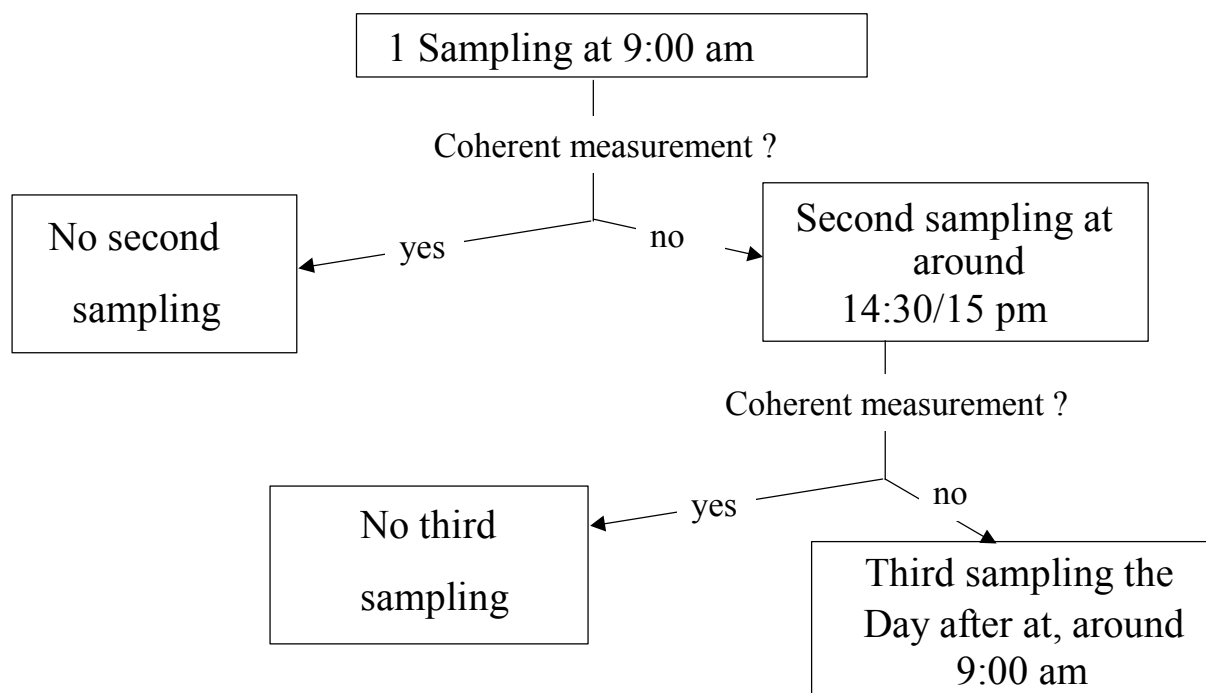 1 Sampling at 9:00 am
Coherent measurement ?
No second
sampling
yes
no
Second sampling at
around
14:30/15 pm
Coherent measurement ?
No third
sampling
yes
no
Third sampling the
Day after at, around
9:00 am